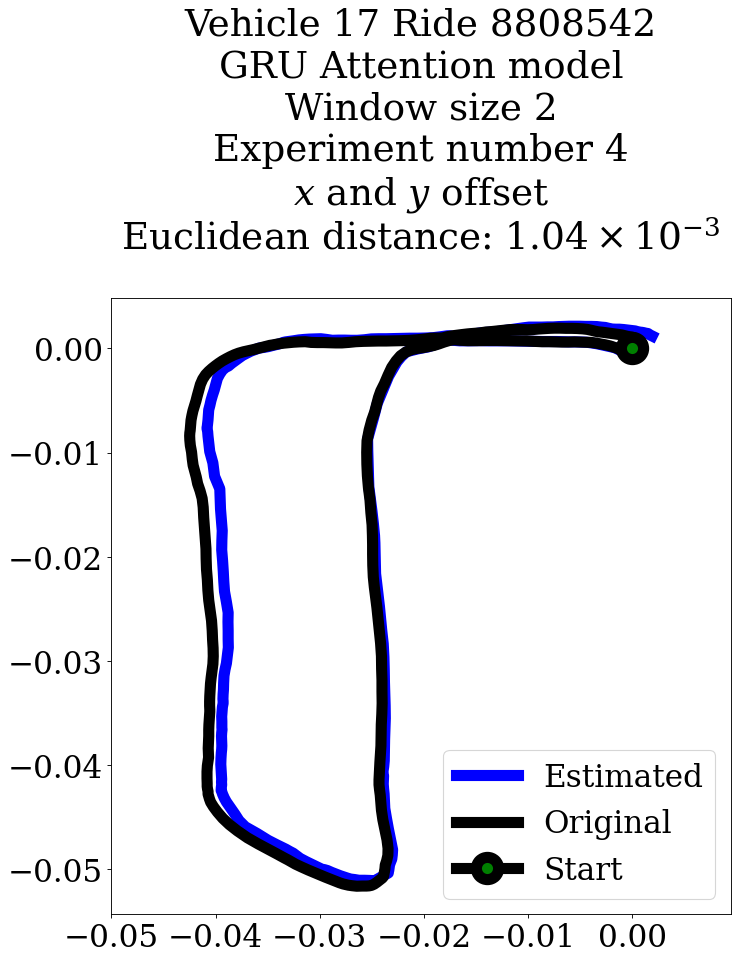 Vehicle 17 Ride 8808542
GRU Attention model
Window size 2
Experiment number 4
x and y offset
Euclidean distance: 1.04 × 10⁻³
0.00
−0.01
−0.02
−0.03
−0.04
−0.05
Estimated
Original
Start
−0.05 −0.04 −0.03 −0.02 −0.01 0.00